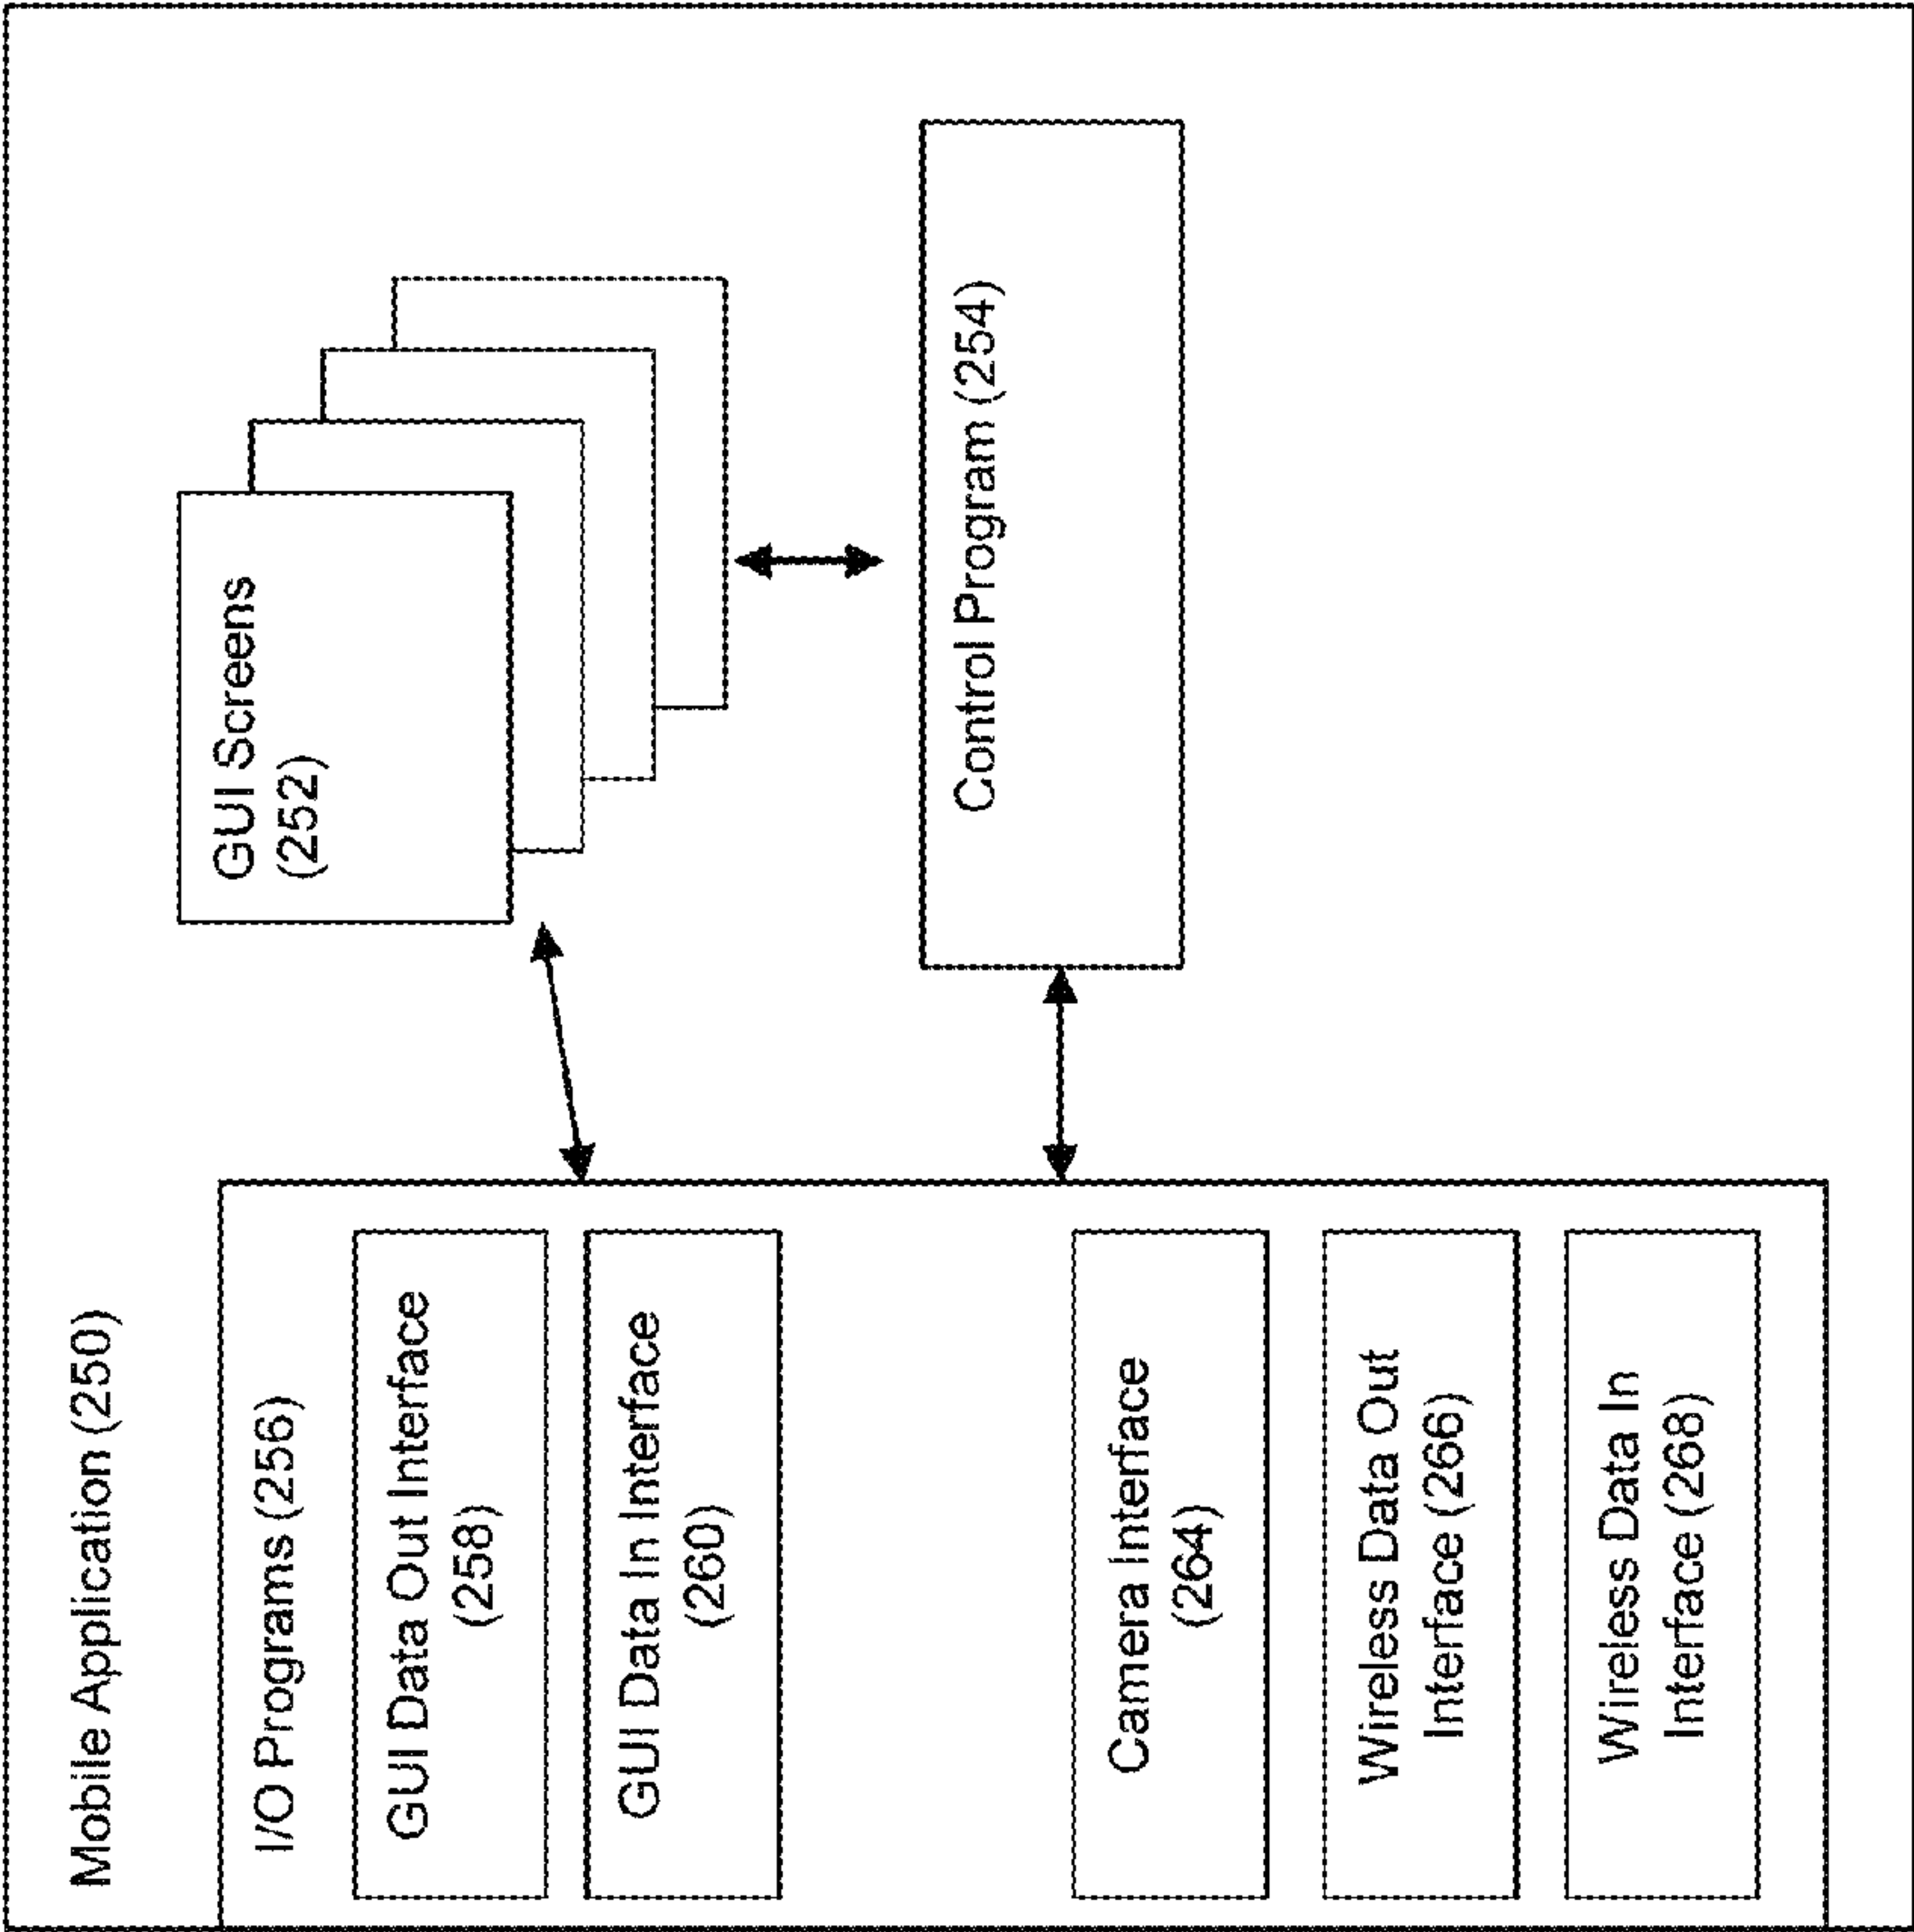 Mobile Application (250)
I/O Programs (256)
GUI Data Out Interface
(258)
GUI Data In Interface
(260)
Camera Interface
(264)
Wireless Data Out
Interface (266)
Wireless Data In
Interface (268)
GUI Screens
(252)
Control Program (254)